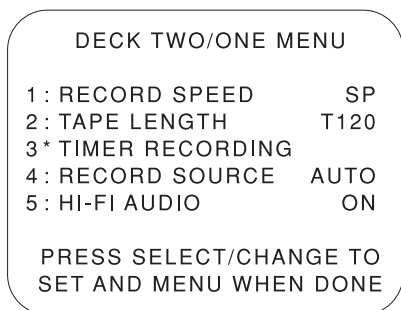 DECK TWO/ONE MENU
1: RECORD SPEED SP
2: TAPE LENGTH T120
3* TIMER RECORDING
4: RECORD SOURCE AUTO
5: HI-FI AUDIO ON
PRESS SELECT/CHANGE TO
SET AND MENU WHEN DONE